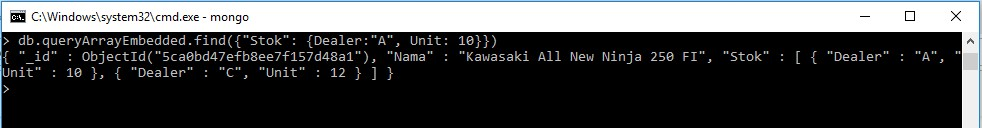 C:\Windows\system32\cmd.exe - mongo
> db.queryArrayEmbedded.find({"Stok": {Dealer:"A", Unit: 10}})
{ "_id" : ObjectId("5ca0bd47efb8ee7f157d48a1"), "Nama" : "Kawasaki All New Ninja 250 FI", "Stok" : [ { "Dealer" : "A", "
Unit" : 10 }, { "Dealer" : "C", "Unit" : 12 } ] }
>